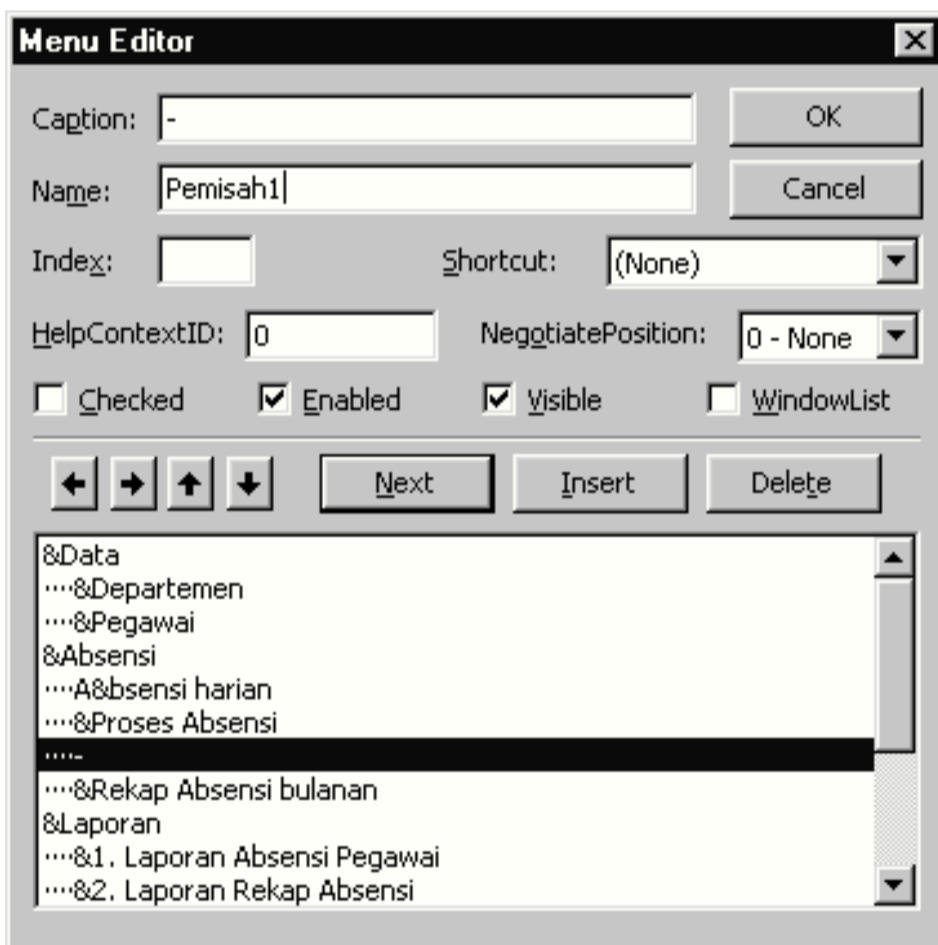 Menu Editor
Caption: -
OK
Name: Pemisah1
Cancel
Index:
Shortcut: (None)
HelpContextID: 0
NegotiatePosition: 0 - None
Checked
Enabled
Visible
WindowList
Next
Insert
Delete
&Data
····&Departemen
····&Pegawai
&Absensi
····A&bsensi harian
····&Proses Absensi
····-
····&Rekap Absensi bulanan
&Laporan
····&1. Laporan Absensi Pegawai
····&2. Laporan Rekap Absensi